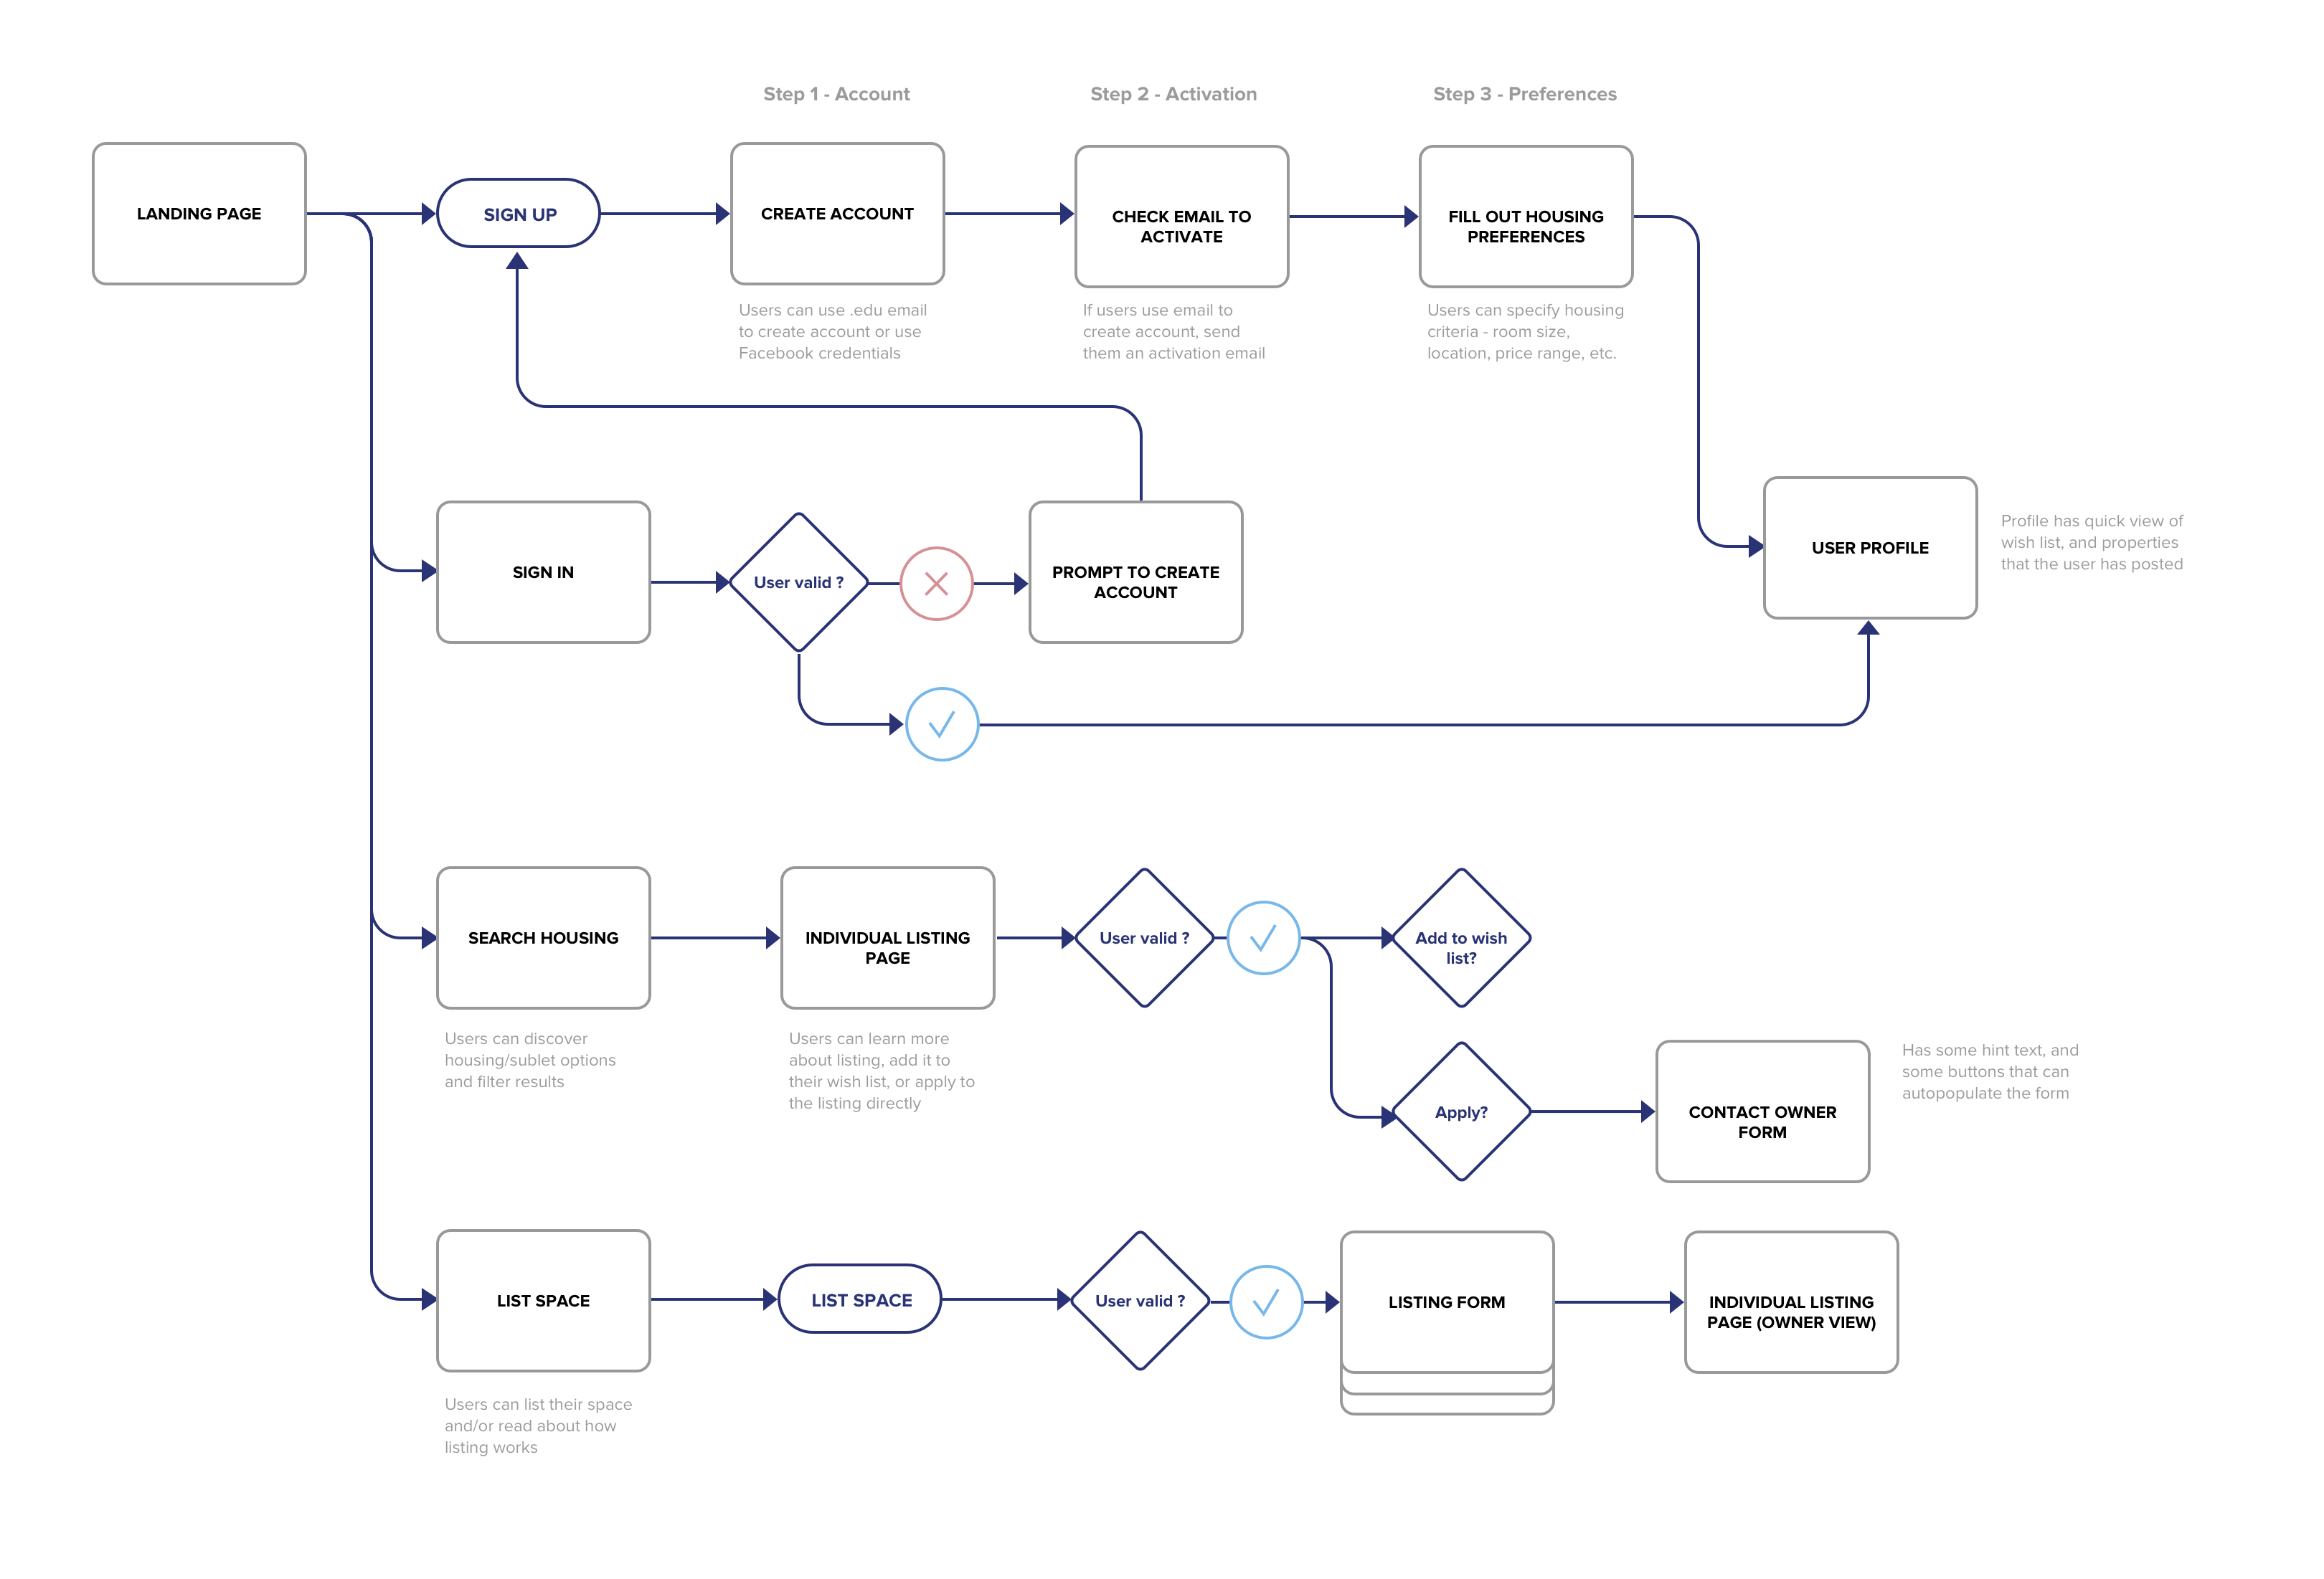 Step 1 - Account
Step 2 - Activation
Step 3 - Preferences
LANDING PAGE
SIGN UP
CREATE ACCOUNT
CHECK EMAIL TO
ACTIVATE
FILL OUT HOUSING
PREFERENCES
Users can use .edu email
to create account or use
Facebook credentials
If users use email to
create account, send
them an activation email
Users can specify housing
criteria - room size,
location, price range, etc.
SIGN IN
User valid ?
PROMPT TO CREATE
ACCOUNT
USER PROFILE
Profile has quick view of
wish list, and properties
that the user has posted
SEARCH HOUSING
INDIVIDUAL LISTING
PAGE
User valid ?
Add to wish
list?
Users can discover
housing/sublet options
and filter results
Users can learn more
about listing, add it to
their wish list, or apply to
the listing directly
Apply?
CONTACT OWNER
FORM
Has some hint text, and
some buttons that can
autopopulate the form
LIST SPACE
LIST SPACE
User valid ?
LISTING FORM
INDIVIDUAL LISTING
PAGE (OWNER VIEW)
Users can list their space
and/or read about how
listing works